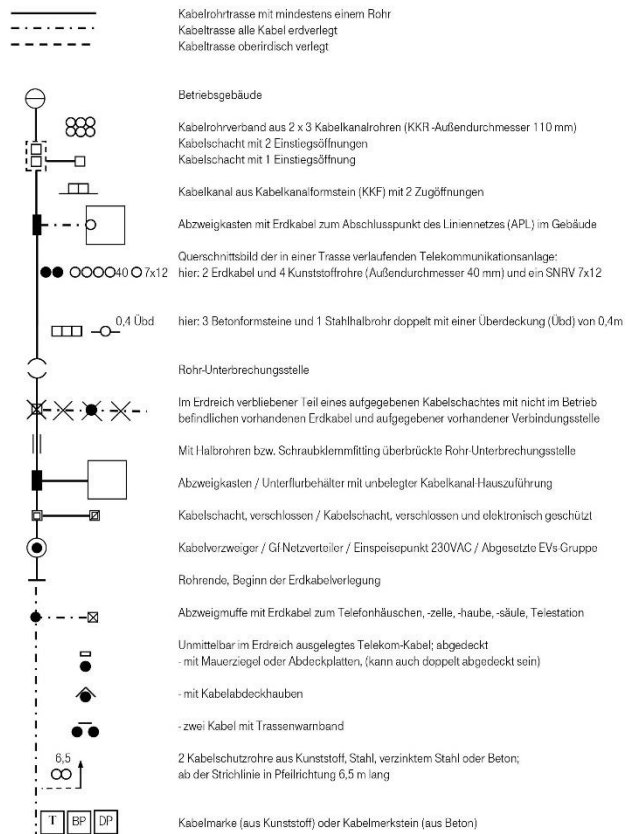 Kabelrohrtrasse mit mindestens einem Rohr
Kabeltrasse alle Kabel erdverlegt
Kabeltrasse oberirdisch verlegt
Betriebsgebäude
Kabelrohrverband aus 2 x 3 Kabelkanalrohren (KKR -Außendurchmesser 110 mm)
Kabelschacht mit 2 Einstiegsöffnungen
Kabelschacht mit 1 Einstiegsöffnung
Kabelkanal aus Kabelkanalformstein (KKF) mit 2 Zugöffnungen
Abzweigkasten mit Erdkabel zum Abschlusspunkt des Liniennetzes (APL) im Gebäude
Querschnittsbild der in einer Trasse verlaufenden Telekommunikationsanlage:
40 7x12 hier: 2 Erdkabel und 4 Kunststoffrohre (Außendurchmesser 40 mm) und ein SNRV 7x12
0,4 Übd hier: 3 Betonformsteine und 1 Stahlhalbrohr doppelt mit einer Überdeckung (Übd) von 0,4m
Rohr-Unterbrechungsstelle
Im Erdreich verbliebener Teil eines aufgegebenen Kabelschachtes mit nicht im Betrieb
befindlichen vorhandenen Erdkabel und aufgegebener vorhandener Verbindungsstelle
Mit Halbrohren bzw. Schraubklemmfitting überbrückte Rohr-Unterbrechungsstelle
Abzweigkasten / Unterflurbehälter mit unbelegter Kabelkanal-Hauszuführung
Kabelschacht, verschlossen / Kabelschacht, verschlossen und elektronisch geschützt
Kabelverzweiger / Gf-Netzverteiler / Einspeisepunkt 230VAC / Abgesetzte EVs-Gruppe
Rohrende, Beginn der Erdkabelverlegung
Abzweigmuffe mit Erdkabel zum Telefonhäuschen, -zelle, -haube, -säule, Telestation
Unmittelbar im Erdreich ausgelegtes Telekom-Kabel; abgedeckt
- mit Mauerziegel oder Abdeckplatten, (kann auch doppelt abgedeckt sein)
- mit Kabelabdeckhauben
- zwei Kabel mit Trassenwarnband
6,5 2 Kabelschutzrohre aus Kunststoff, Stahl, verzinktem Stahl oder Beton;
ab der Strichlinie in Pfeilrichtung 6,5 m lang
T BP DP Kabelmarke (aus Kunststoff) oder Kabelmerkstein (aus Beton)